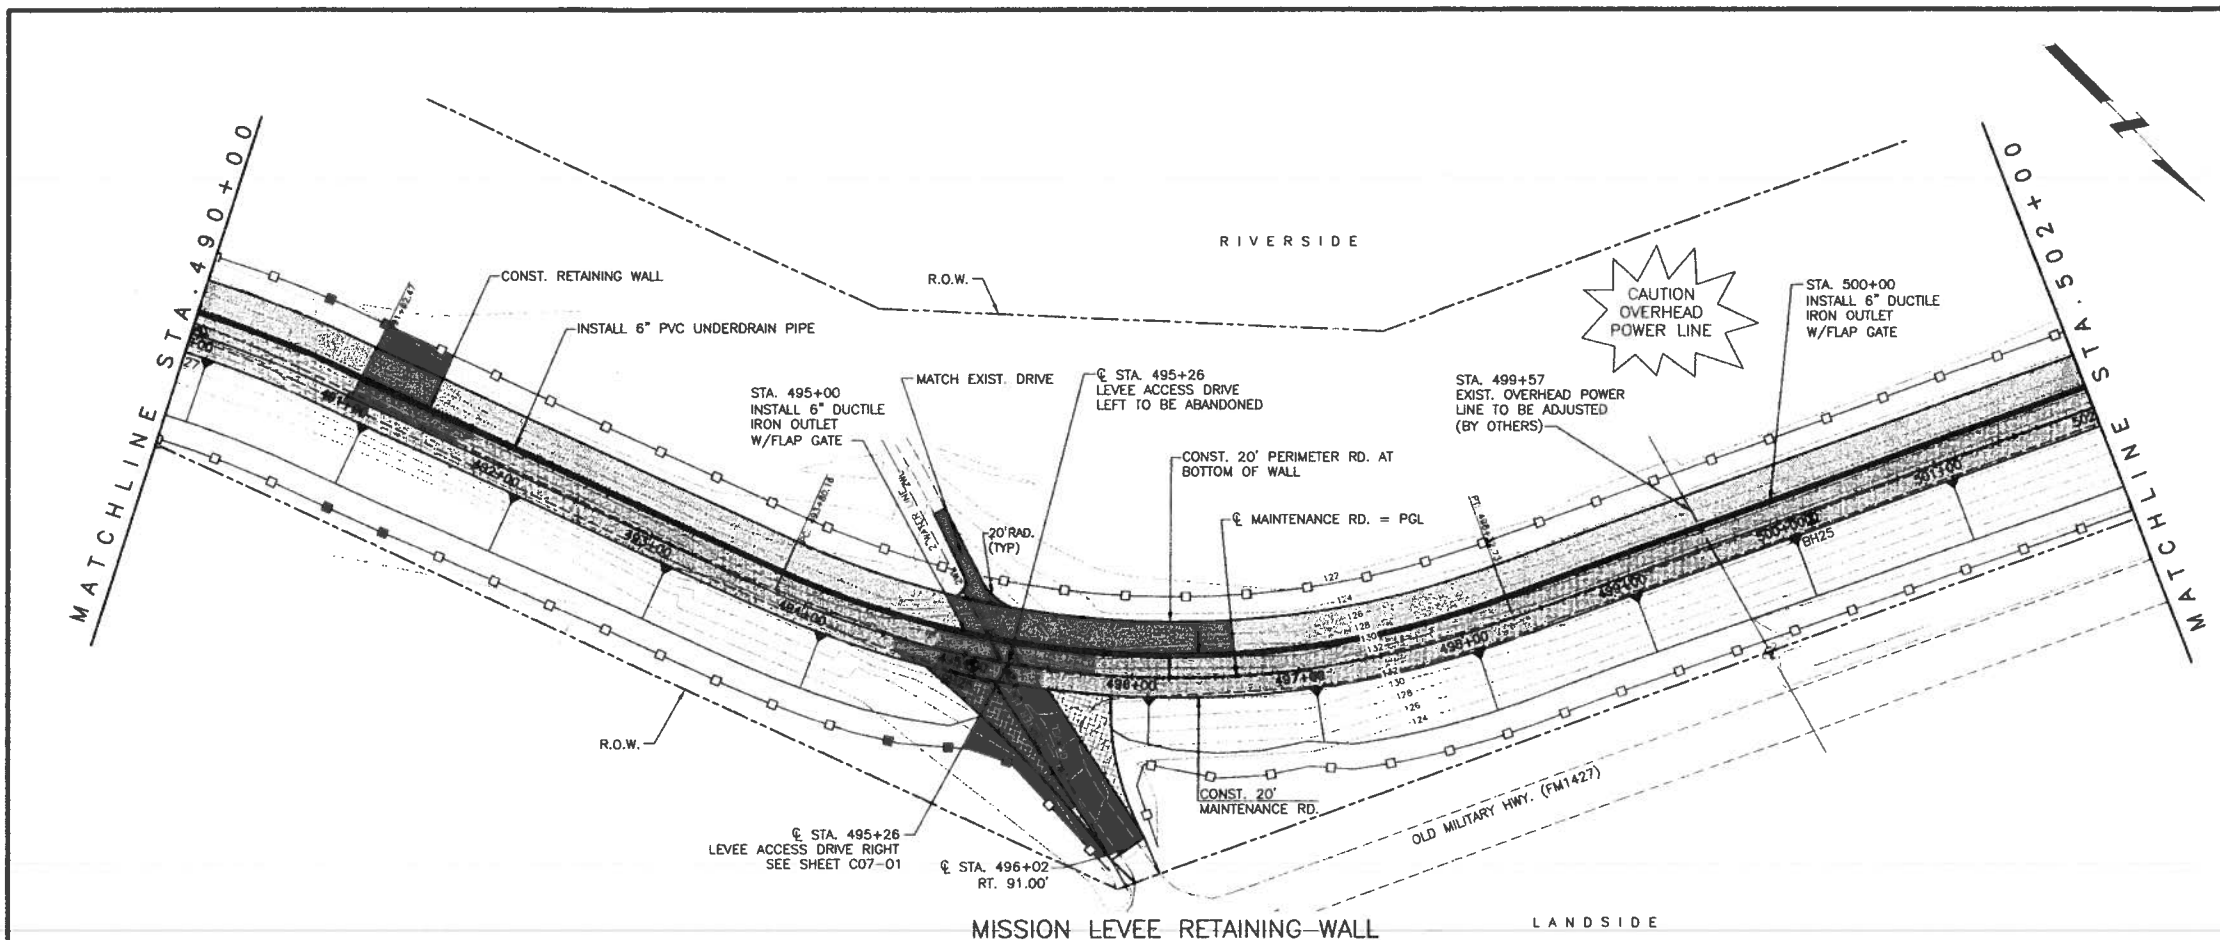 MATCHLINE STA. 490+00
RIVERSIDE
R.O.W.
CONST. RETAINING WALL
INSTALL 6" PVC UNDERDRAIN PIPE
STA. 495+00
INSTALL 6" DUCTILE
IRON OUTLET
W/FLAP GATE
MATCH EXIST. DRIVE
℄ STA. 495+26
LEVEE ACCESS DRIVE
LEFT TO BE ABANDONED
CAUTION
OVERHEAD
POWER LINE
STA. 500+00
INSTALL 6" DUCTILE
IRON OUTLET
W/FLAP GATE
STA. 499+57
EXIST. OVERHEAD POWER
LINE TO BE ADJUSTED
(BY OTHERS)
CONST. 20' PERIMETER RD. AT
BOTTOM OF WALL
℄ MAINTENANCE RD. = PGL
20'RAD.
(TYP)
2"WATER LINE
MATCHLINE STA. 502+00
492+00
493+00
494+00
496+00
497+00
498+00
499+00
501+00
502
BH25
122
124
126
128
130
132
132
130
128
126
124
R.O.W.
CONST. 20'
MAINTENANCE RD.
OLD MILITARY HWY. (FM1427)
℄ STA. 495+26
LEVEE ACCESS DRIVE RIGHT
SEE SHEET C07-01
℄ STA. 496+02
RT. 91.00'
MISSION LEVEE RETAINING-WALL
LANDSIDE